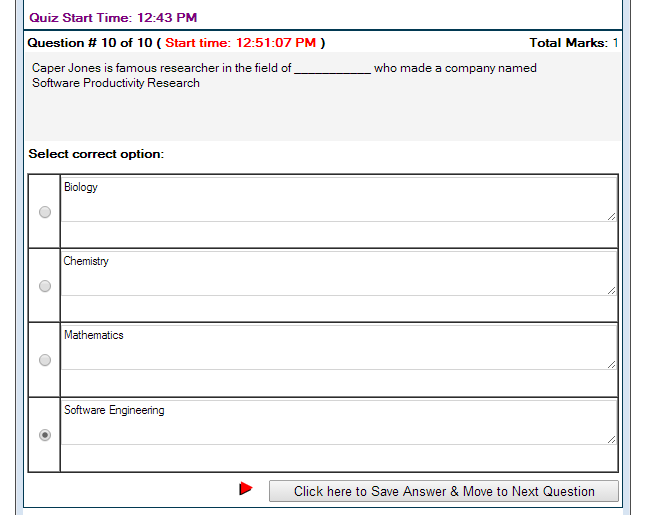 Quiz Start Time: 12:43 PM
Question # 10 of 10 ( Start time: 12:51:07 PM ) Total Marks: 1
Caper Jones is famous researcher in the field of ____________ who made a company named
Software Productivity Research
Select correct option:
Biology
Chemistry
Mathematics
Software Engineering
Click here to Save Answer & Move to Next Question